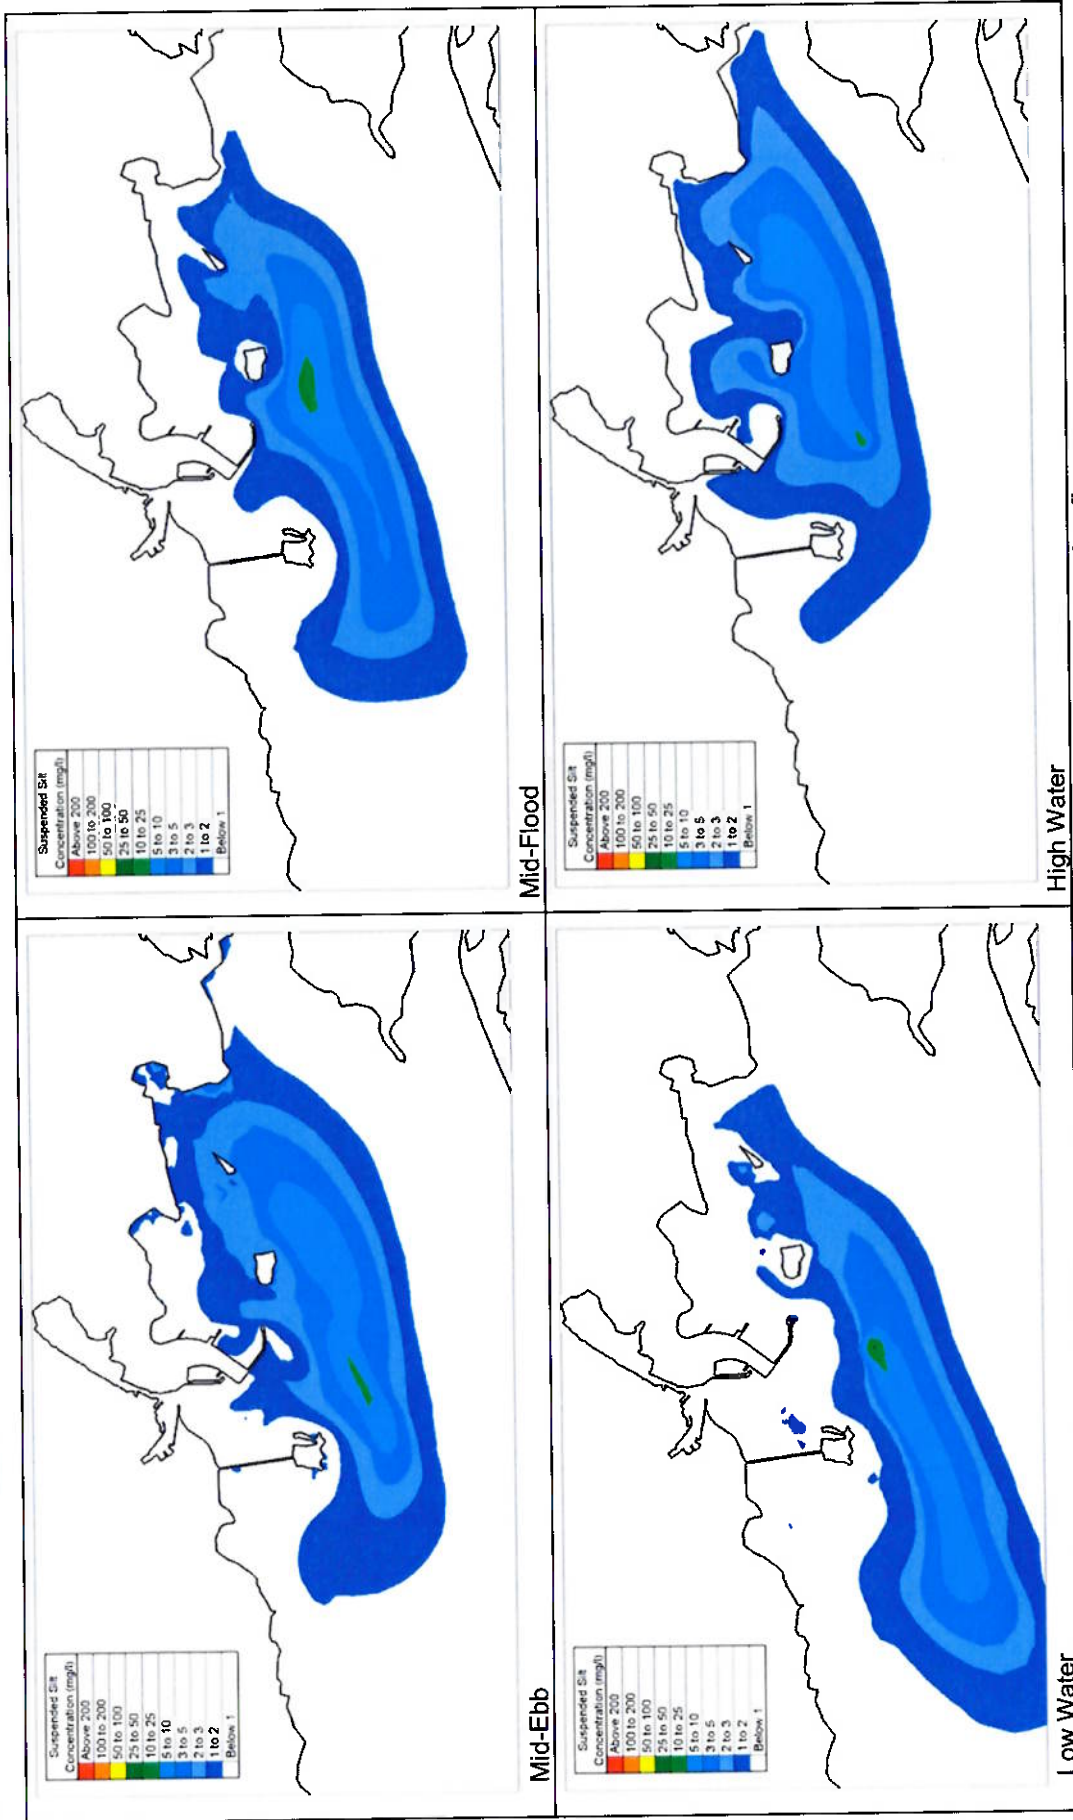 Suspended Silt
Concentration (mg/l)
Above 200
100 to 200
50 to 100
25 to 50
10 to 25
5 to 10
3 to 5
2 to 3
1 to 2
Below 1
Mid-Ebb
Suspended Silt
Concentration (mg/l)
Above 200
100 to 200
50 to 100
25 to 50
10 to 25
5 to 10
3 to 5
2 to 3
1 to 2
Below 1
Mid-Flood
Suspended Silt
Concentration (mg/l)
Above 200
100 to 200
50 to 100
25 to 50
10 to 25
5 to 10
3 to 5
2 to 3
1 to 2
Below 1
Low Water
Suspended Silt
Concentration (mg/l)
Above 200
100 to 200
50 to 100
25 to 50
10 to 25
5 to 10
3 to 5
2 to 3
1 to 2
Below 1
High Water